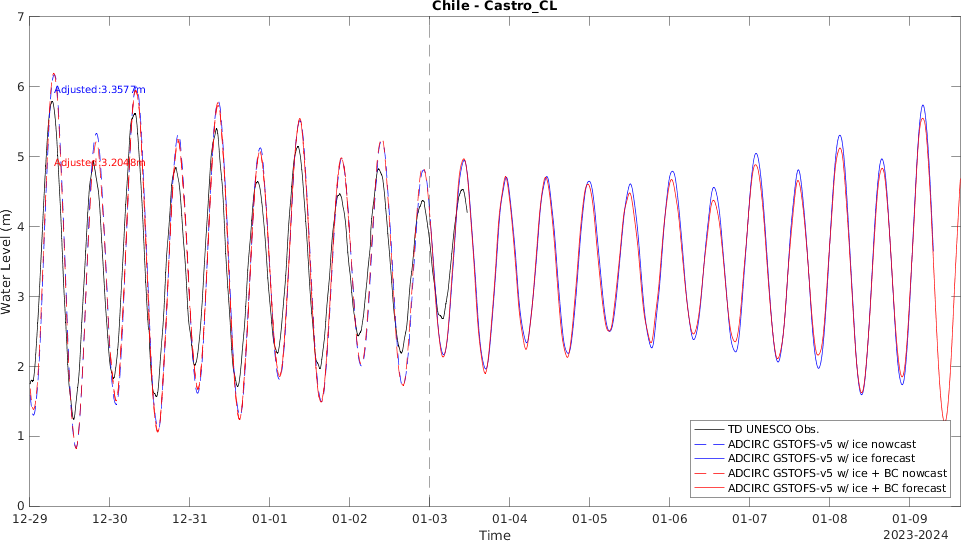 Chile - Castro_CL
7
6
5
4
3
2
1
0
Water Level (m)
Adjusted:3.3577m
Adjusted:3.2048m
TD UNESCO Obs.
ADCIRC GSTOFS-v5 w/ ice nowcast
ADCIRC GSTOFS-v5 w/ ice forecast
ADCIRC GSTOFS-v5 w/ ice + BC nowcast
ADCIRC GSTOFS-v5 w/ ice + BC forecast
12-29 12-30 12-31 01-01 01-02 01-03 01-04 01-05 01-06 01-07 01-08 01-09
Time
2023-2024